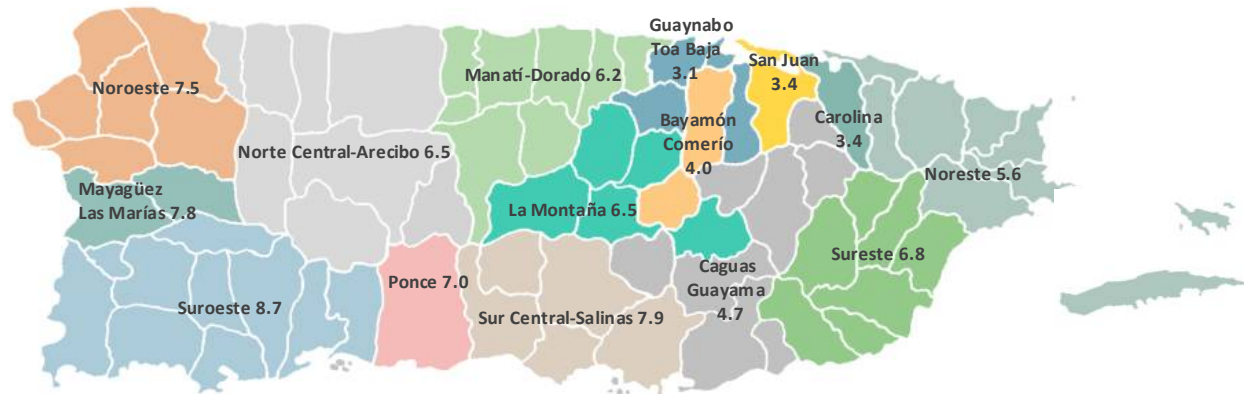 Guaynabo
Toa Baja
3.1
San Juan
3.4
Manatí-Dorado 6.2
Noroeste 7.5
Bayamón
Comerío
4.0
Carolina
3.4
Norte Central-Arecibo 6.5
Noreste 5.6
Mayagüez
Las Marías 7.8
La Montaña 6.5
Sureste 6.8
Caguas
Guayama
4.7
Ponce 7.0
Suroeste 8.7
Sur Central-Salinas 7.9